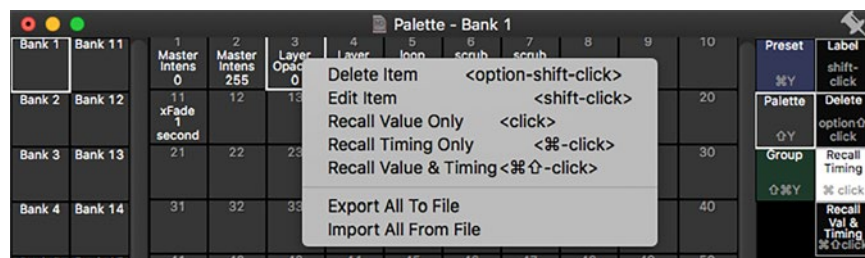 Palette - Bank 1
Bank 1 Bank 11 1 2 3 4 5 6 7 8 9 10 Preset Label
Master Master Layer Layer loop scrub scrub
Intens Intens Opac shift-
0 255 0 ⌘Y click
Delete Item <option-shift-click>
Bank 2 Bank 12 11 12 13 20 Palette Delete
Edit Item <shift-click>
xFade
1
second
⇧Y option⇧
click
Recall Value Only <click>
Recall Timing Only <⌘-click>
Bank 3 Bank 13 21 22 23 30 Group Recall
Timing
Recall Value & Timing<⌘⇧-click>
⇧⌘Y ⌘ click
Bank 4 Bank 14 31 32 33 40 Recall
Val &
Timing
⌘⇧click
Export All To File
Import All From File